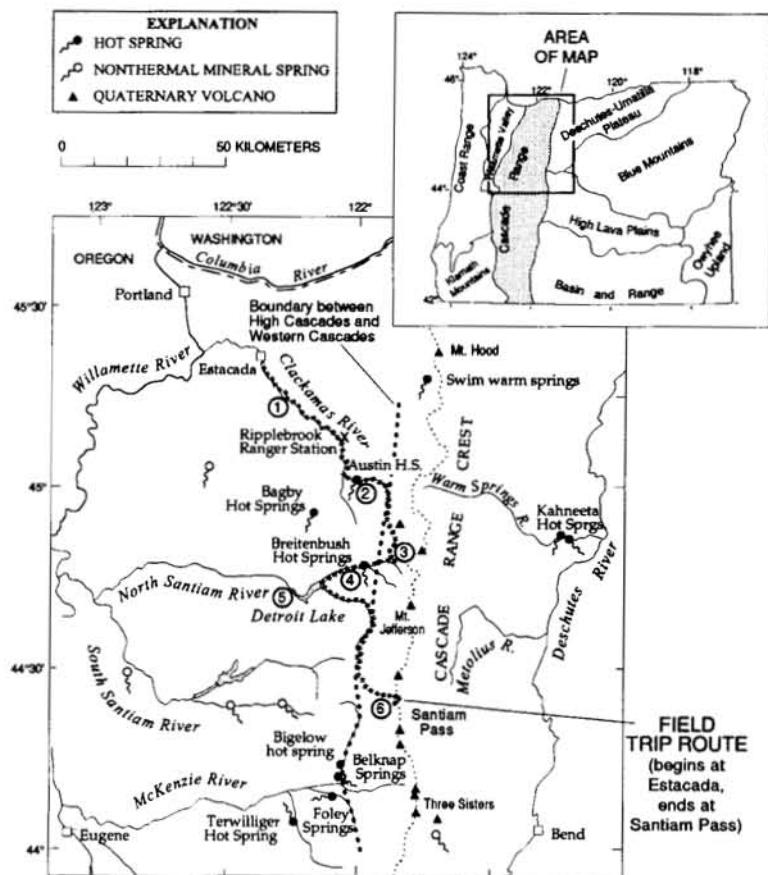 EXPLANATION
HOT SPRING
NONTHERMAL MINERAL SPRING
QUATERNARY VOLCANO
0 50 KILOMETERS
AREA
OF MAP
124°
122°
120°
118°
46°
44°
42°
Coast Range
Willamette Valley
Cascade
Range
Deschutes-Umatilla
Plateau
Blue Mountains
High Lava Plains
Owyhee
Upland
Klamath
Mountains
Basin and Range
123°
122°30'
122°
WASHINGTON
OREGON
Columbia
River
Portland
45°30'
Boundary between
High Cascades and
Western Cascades
Mt. Hood
Willamette River
Estacada
Clackamas River
Swim warm springs
1
Ripplebrook
Ranger Station
CREST
Austin H.S.
45°
2
Warm Springs R.
Bagby
Hot Springs
Kahneeta
Hot Sprgs
Breitenbush
Hot Springs
3
RANGE
4
North Santiam River
5
Detroit Lake
Mt.
Jefferson
CASCADE
Metolius R.
Deschutes River
44°30'
South Santiam River
6
Santiam
Pass
FIELD
TRIP ROUTE
(begins at
Estacada,
ends at
Santiam Pass)
Bigelow
hot spring
Belknap
Springs
McKenzie River
Three Sisters
Terwilliger
Hot Spring
Foley
Springs
Eugene
Bend
44°